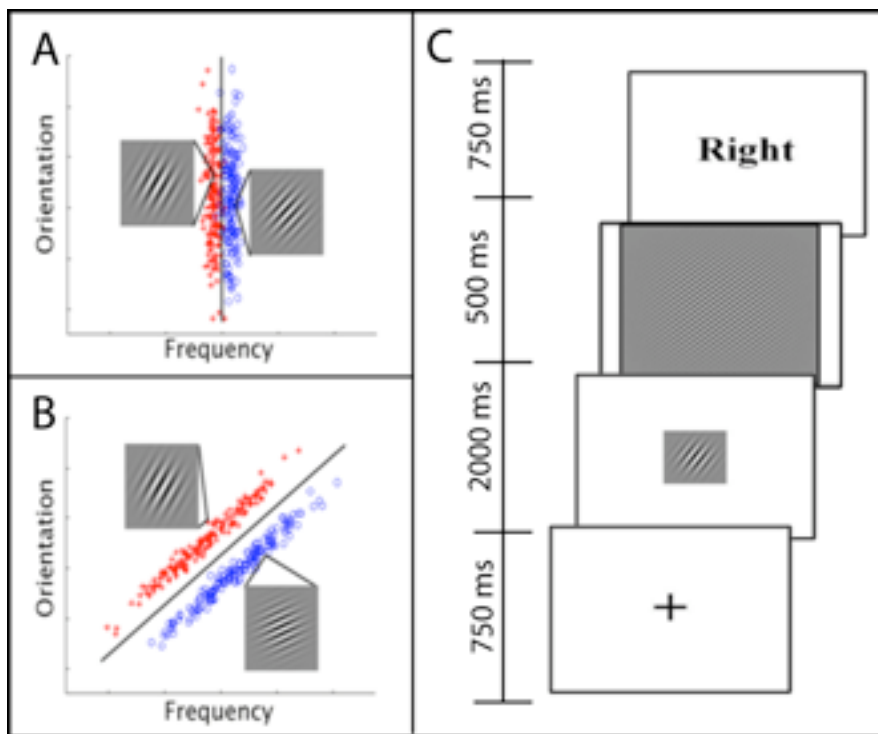 A
Orientation
Frequency
B
Orientation
Frequency
C
750 ms
Right
500 ms
2000 ms
750 ms